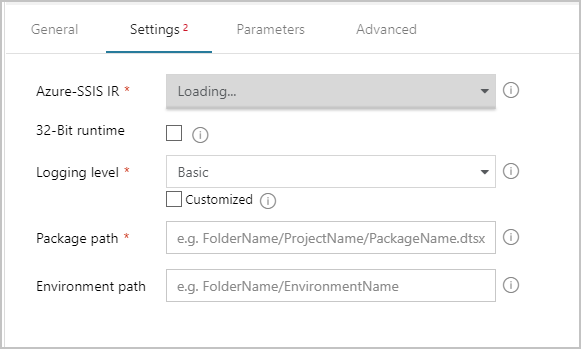 General Settings 2 Parameters Advanced
Azure-SSIS IR * Loading...
32-Bit runtime
Logging level * Basic
Customized
Package path * e.g. FolderName/ProjectName/PackageName.dtsx
Environment path e.g. FolderName/EnvironmentName